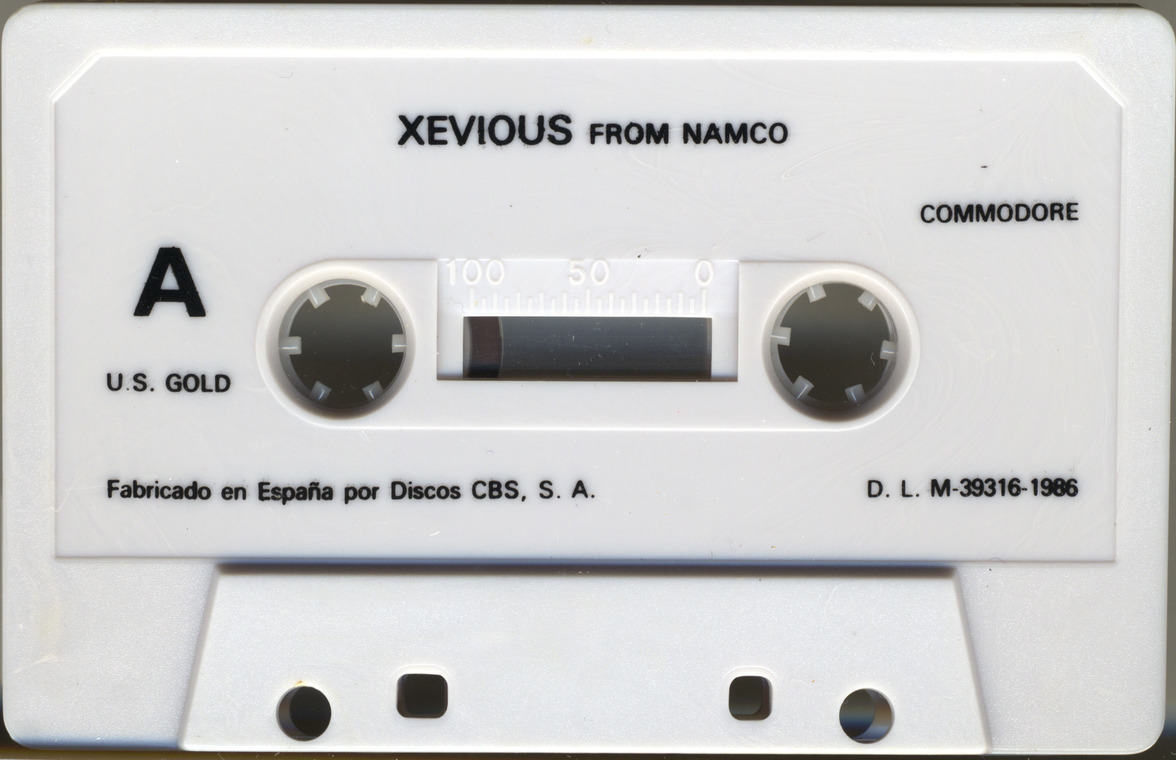 XEVIOUS FROM NAMCO
COMMODORE
A
100 50 0
U.S. GOLD
Fabricado en España por Discos CBS, S. A.
D. L. M-39316-1986